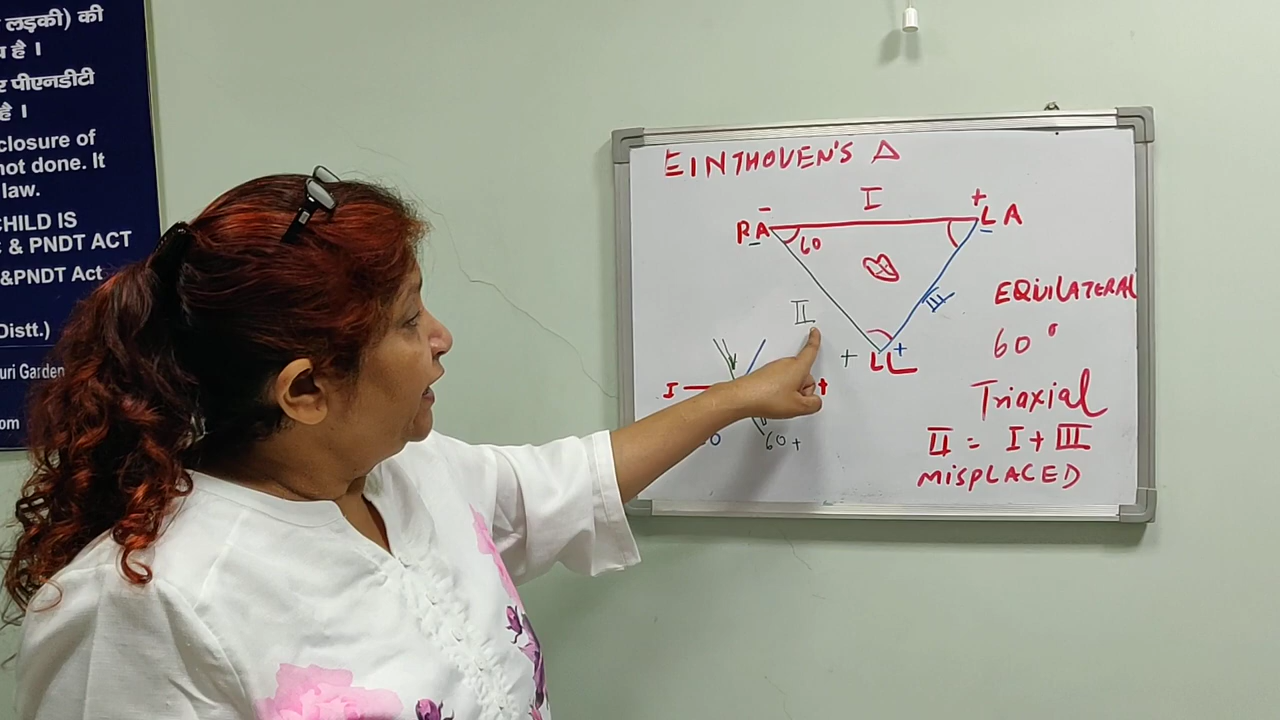 लड़की) की
है ।
पीएनडीटी
है ।
closure of
not done. It
law.
CHILD IS
& PNDT ACT
&PNDT Act
Distt.)
uri Garden
om
EINTHOVEN'S Δ
I
- +
RA LA
60
II III
+ +
LL
EQUILATERAL
60°
Triaxial
II = I + III
MISPLACED
I +
60 +